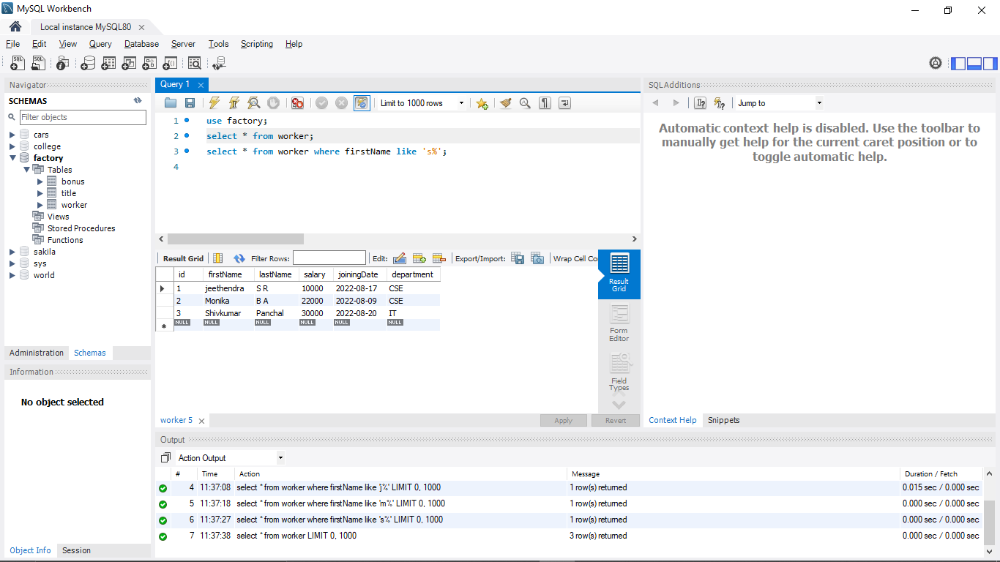 MySQL Workbench
Local instance MySQL80
File Edit View Query Database Server Tools Scripting Help
Navigator
SCHEMAS
Filter objects
cars
college
factory
Tables
bonus
title
worker
Views
Stored Procedures
Functions
sakila
sys
world
Administration Schemas
Information
No object selected
Object Info Session
Query 1
Limit to 1000 rows
1 use factory;
2 select * from worker;
3 select * from worker where firstName like 's%';
4
Result Grid Filter Rows: Edit: Export/Import: Wrap Cell Co
id firstName lastName salary joiningDate department
1 jeethendra S R 10000 2022-08-17 CSE
2 Monika B A 22000 2022-08-09 CSE
3 Shivkumar Panchal 30000 2022-08-20 IT
NULL NULL NULL NULL NULL NULL
Result
Grid
Form
Editor
Field
Types
worker 5 Apply Revert
SQLAdditions
Jump to
Automatic context help is disabled. Use the toolbar to
manually get help for the current caret position or to
toggle automatic help.
Context Help Snippets
Output
Action Output
# Time Action Message Duration / Fetch
4 11:37:08 select * from worker where firstName like 'j%' LIMIT 0, 1000 1 row(s) returned 0.015 sec / 0.000 sec
5 11:37:18 select * from worker where firstName like 'm%' LIMIT 0, 1000 1 row(s) returned 0.000 sec / 0.000 sec
6 11:37:27 select * from worker where firstName like 's%' LIMIT 0, 1000 1 row(s) returned 0.000 sec / 0.000 sec
7 11:37:38 select * from worker LIMIT 0, 1000 3 row(s) returned 0.000 sec / 0.000 sec